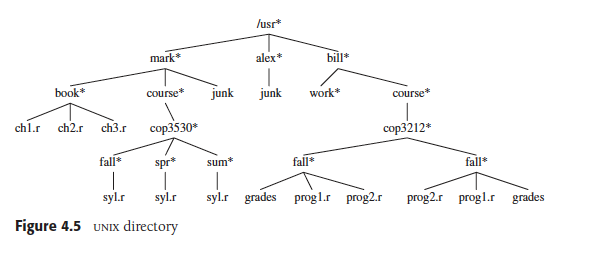 /usr*
mark* alex* bill*
book* course* junk junk work* course*
ch1.r ch2.r ch3.r cop3530* cop3212*
fall* spr* sum* fall* fall*
syl.r syl.r syl.r grades prog1.r prog2.r prog2.r prog1.r grades
Figure 4.5 UNIX directory